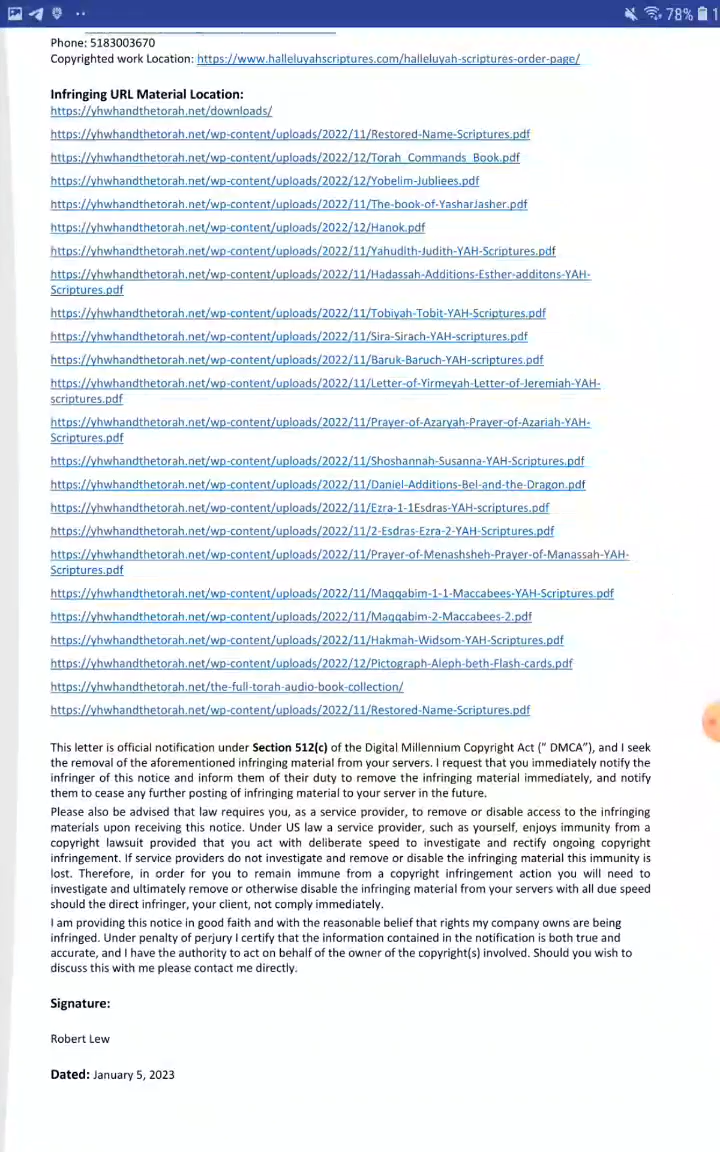 78% 1
Phone: 5183003670
Copyrighted work Location: https://www.halleluyahscriptures.com/halleluyah-scriptures-order-page/
Infringing URL Material Location:
https://yhwhandthetorah.net/downloads/
https://yhwhandthetorah.net/wp-content/uploads/2022/11/Restored-Name-Scriptures.pdf
https://yhwhandthetorah.net/wp-content/uploads/2022/12/Torah_Commands_Book.pdf
https://yhwhandthetorah.net/wp-content/uploads/2022/12/Yobelim-Jubliees.pdf
https://yhwhandthetorah.net/wp-content/uploads/2022/11/The-book-of-YasharJasher.pdf
https://yhwhandthetorah.net/wp-content/uploads/2022/12/Hanok.pdf
https://yhwhandthetorah.net/wp-content/uploads/2022/11/Yahudith-Judith-YAH-Scriptures.pdf
https://yhwhandthetorah.net/wp-content/uploads/2022/11/Hadassah-Additions-Esther-additons-YAH-
Scriptures.pdf
https://yhwhandthetorah.net/wp-content/uploads/2022/11/Tobiyah-Tobit-YAH-Scriptures.pdf
https://yhwhandthetorah.net/wp-content/uploads/2022/11/Sira-Sirach-YAH-scriptures.pdf
https://yhwhandthetorah.net/wp-content/uploads/2022/11/Baruk-Baruch-YAH-scriptures.pdf
https://yhwhandthetorah.net/wp-content/uploads/2022/11/Letter-of-Yirmeyah-Letter-of-Jeremiah-YAH-
scriptures.pdf
https://yhwhandthetorah.net/wp-content/uploads/2022/11/Prayer-of-Azaryah-Prayer-of-Azariah-YAH-
Scriptures.pdf
https://yhwhandthetorah.net/wp-content/uploads/2022/11/Shoshannah-Susanna-YAH-Scriptures.pdf
https://yhwhandthetorah.net/wp-content/uploads/2022/11/Daniel-Additions-Bel-and-the-Dragon.pdf
https://yhwhandthetorah.net/wp-content/uploads/2022/11/Ezra-1-1Esdras-YAH-scriptures.pdf
https://yhwhandthetorah.net/wp-content/uploads/2022/11/2-Esdras-Ezra-2-YAH-Scriptures.pdf
https://yhwhandthetorah.net/wp-content/uploads/2022/11/Prayer-of-Menashsheh-Prayer-of-Manassah-YAH-
Scriptures.pdf
https://yhwhandthetorah.net/wp-content/uploads/2022/11/Maqqabim-1-1-Maccabees-YAH-Scriptures.pdf
https://yhwhandthetorah.net/wp-content/uploads/2022/11/Maqqabim-2-Maccabees-2.pdf
https://yhwhandthetorah.net/wp-content/uploads/2022/11/Hakmah-Widsom-YAH-Scriptures.pdf
https://yhwhandthetorah.net/wp-content/uploads/2022/12/Pictograph-Aleph-beth-Flash-cards.pdf
https://yhwhandthetorah.net/the-full-torah-audio-book-collection/
https://yhwhandthetorah.net/wp-content/uploads/2022/11/Restored-Name-Scriptures.pdf
This letter is official notification under Section 512(c) of the Digital Millennium Copyright Act (" DMCA"), and I seek
the removal of the aforementioned infringing material from your servers. I request that you immediately notify the
infringer of this notice and inform them of their duty to remove the infringing material immediately, and notify
them to cease any further posting of infringing material to your server in the future.
Please also be advised that law requires you, as a service provider, to remove or disable access to the infringing
materials upon receiving this notice. Under US law a service provider, such as yourself, enjoys immunity from a
copyright lawsuit provided that you act with deliberate speed to investigate and rectify ongoing copyright
infringement. If service providers do not investigate and remove or disable the infringing material this immunity is
lost. Therefore, in order for you to remain immune from a copyright infringement action you will need to
investigate and ultimately remove or otherwise disable the infringing material from your servers with all due speed
should the direct infringer, your client, not comply immediately.
I am providing this notice in good faith and with the reasonable belief that rights my company owns are being
infringed. Under penalty of perjury I certify that the information contained in the notification is both true and
accurate, and I have the authority to act on behalf of the owner of the copyright(s) involved. Should you wish to
discuss this with me please contact me directly.
Signature:
Robert Lew
Dated: January 5, 2023